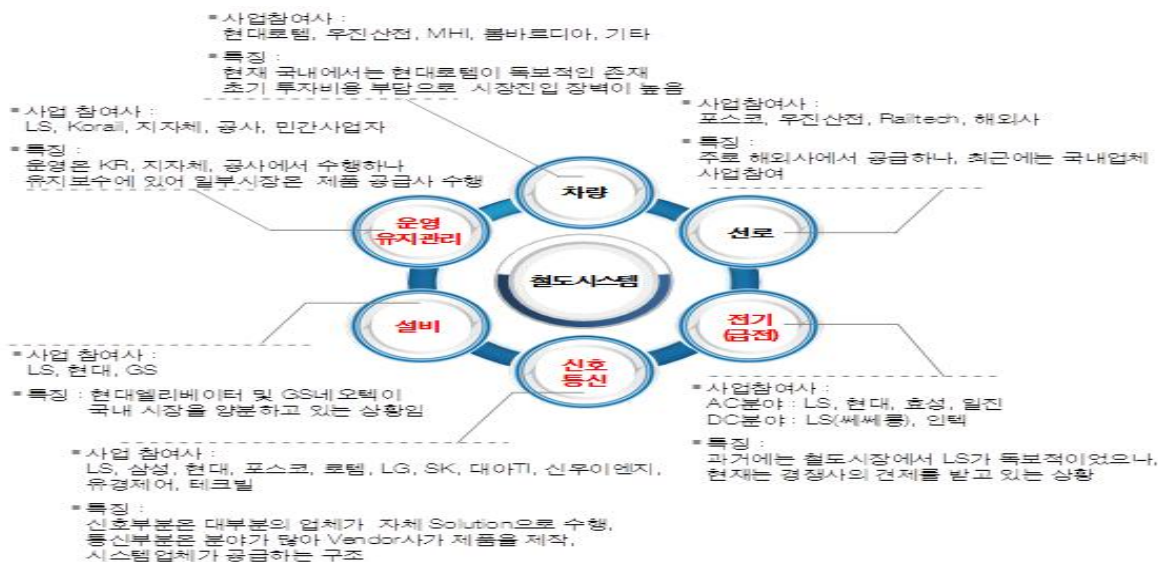 ▪사업참여사 :
현대로템, 우진산전, MHI, 봄바르디아, 기타
▪특징 :
현재 국내에서는 현대로템이 독보적인 존재
초기 투자비용 부담으로 시장진입 장벽이 높음
▪사업 참여사 :
LS, Korail, 지자체, 공사, 민간사업자
▪특징 :
운영은 KR, 지자체, 공사에서 수행하나
유지보수에 있어 일부시장은 제품 공급사 수행
▪사업참여사 :
포스코, 우진산전, Railtech, 해외사
▪특징 :
주로 해외사에서 공급하나, 최근에는 국내업체
사업참여
차량
운영
유지관리
선로
철도시스템
설비
전기
(급전)
신호
통신
▪사업 참여사 :
LS, 현대, GS
▪특징 : 현대엘리베이터 및 GS네오텍이
국내 시장을 양분하고 있는 상황임
▪사업참여사 :
AC분야 : LS, 현대, 효성, 일진
DC분야 : LS(쎄쎄룽), 인텍
▪특징 :
과거에는 철도시장에서 LS가 독보적이었으나,
현재는 경쟁사의 견제를 받고 있는 상황
▪사업 참여사 :
LS, 삼성, 현대, 포스코, 로템, LG, SK, 대아TI, 신우이엔지,
유경제어, 테크빌
▪특징 :
신호부분은 대부분의 업체가 자체 Solution으로 수행,
통신부분은 분야가 많아 Vendor사가 제품을 제작,
시스템업체가 공급하는 구조